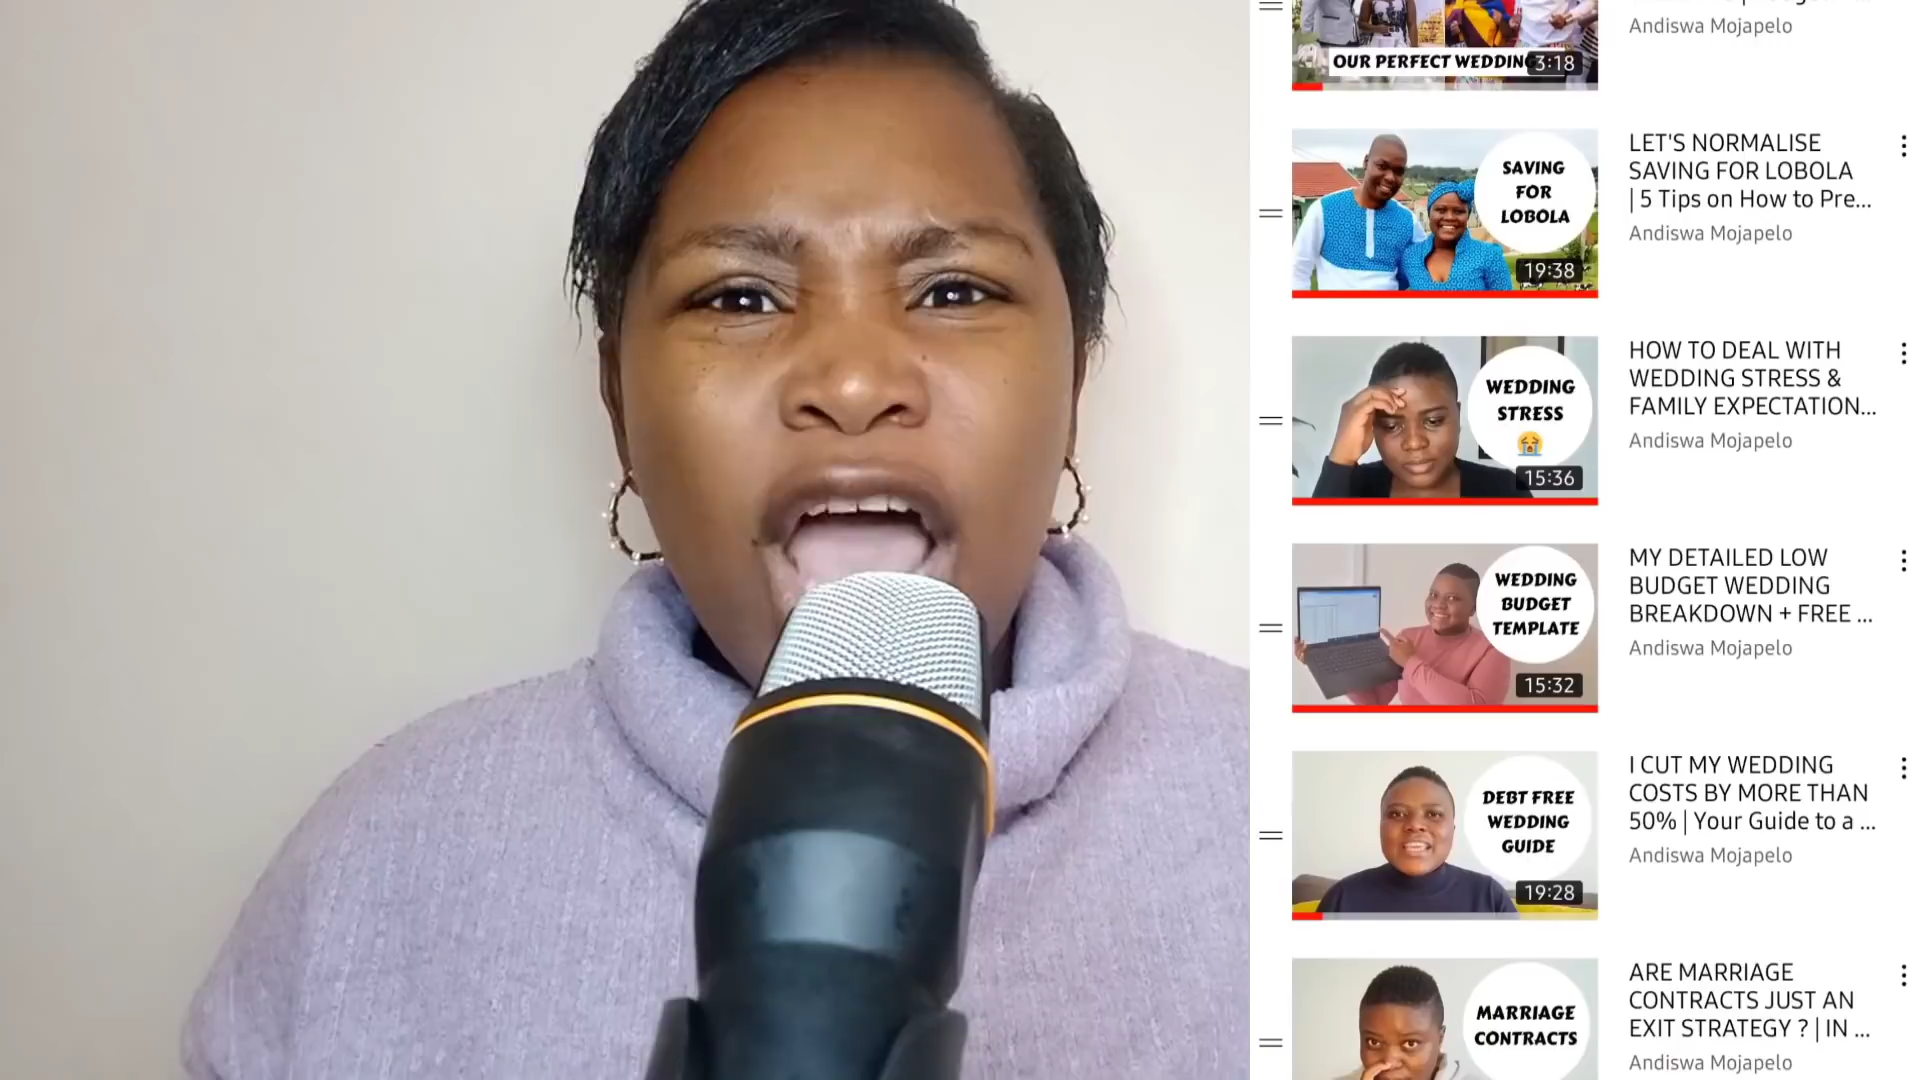 Andiswa Mojapelo
OUR PERFECT WEDDING
3:18
SAVING
FOR
LOBOLA
19:38
LET'S NORMALISE
SAVING FOR LOBOLA
| 5 Tips on How to Pre...
Andiswa Mojapelo
WEDDING
STRESS
15:36
HOW TO DEAL WITH
WEDDING STRESS &
FAMILY EXPECTATION...
Andiswa Mojapelo
WEDDING
BUDGET
TEMPLATE
15:32
MY DETAILED LOW
BUDGET WEDDING
BREAKDOWN + FREE ...
Andiswa Mojapelo
DEBT FREE
WEDDING
GUIDE
19:28
I CUT MY WEDDING
COSTS BY MORE THAN
50% | Your Guide to a ...
Andiswa Mojapelo
MARRIAGE
CONTRACTS
ARE MARRIAGE
CONTRACTS JUST AN
EXIT STRATEGY ? | IN ...
Andiswa Mojapelo